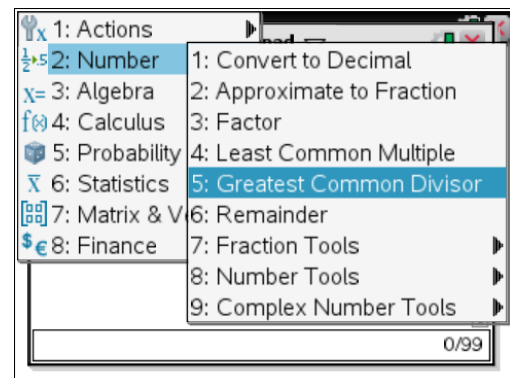 1: Actions
2: Number
3: Algebra
4: Calculus
5: Probability
6: Statistics
7: Matrix &
8: Finance
1: Convert to Decimal
2: Approximate to Fraction
3: Factor
4: Least Common Multiple
5: Greatest Common Divisor
6: Remainder
7: Fraction Tools
8: Number Tools
9: Complex Number Tools
0/99